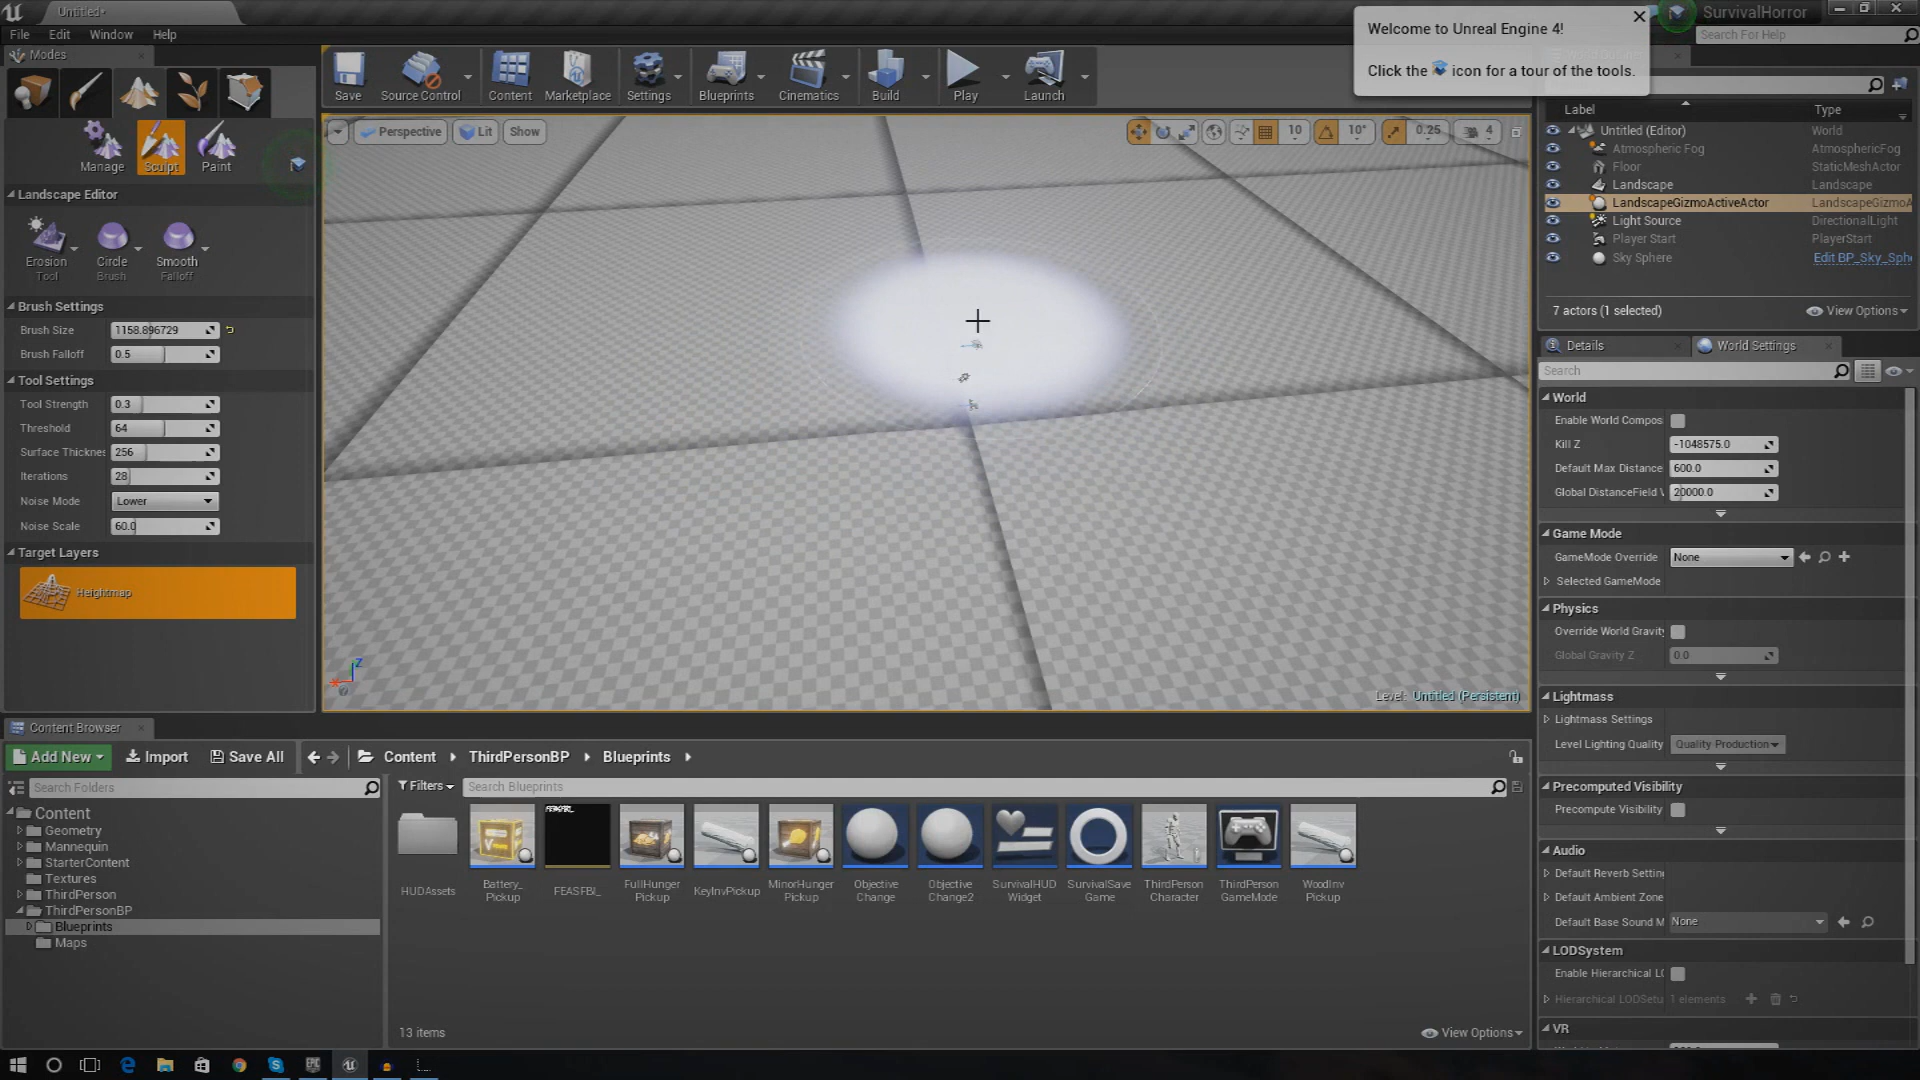 Untitled*
SurvivalHorror
File Edit Window Help
Search For Help
Welcome to Unreal Engine 4!
Click the icon for a tour of the tools.
Modes
Save
Source Control
Content
Marketplace
Settings
Blueprints
Cinematics
Build
Play
Launch
Manage
Sculpt
Paint
Landscape Editor
Erosion
Tool
Circle
Brush
Smooth
Falloff
Brush Settings
Brush Size 1158.896729
Brush Falloff 0.5
Tool Settings
Tool Strength 0.3
Threshold 64
Surface Thicknes 256
Iterations 28
Noise Mode Lower
Noise Scale 60.0
Target Layers
Heightmap
Perspective
Lit
Show
10
10°
0.25
4
Z
Level: Untitled (Persistent)
Label Type
Untitled (Editor) World
Atmospheric Fog AtmosphericFog
Floor StaticMeshActor
Landscape Landscape
LandscapeGizmoActiveActor LandscapeGizmoA
Light Source DirectionalLight
Player Start PlayerStart
Sky Sphere Edit BP_Sky_Sph
7 actors (1 selected)
View Options
Details
World Settings
Search
World
Enable World Compos
Kill Z -1048575.0
Default Max Distance 600.0
Global DistanceField V 20000.0
Game Mode
GameMode Override None
Selected GameMode
Physics
Override World Gravity
Global Gravity Z 0.0
Lightmass
Lightmass Settings
Level Lighting Quality Quality Production
Precomputed Visibility
Precompute Visibility
Audio
Default Reverb Settin
Default Ambient Zone
Default Base Sound M None
LODSystem
Enable Hierarchical LO
Hierarchical LODSetu 1 elements
VR
Content Browser
Add New
Import
Save All
Content
ThirdPersonBP
Blueprints
Search Folders
Filters
Search Blueprints
Content
Geometry
Mannequin
StarterContent
Textures
ThirdPerson
ThirdPersonBP
Blueprints
Maps
HUDAssets
Battery_
Pickup
FullHunger
Pickup
KeyInvPickup
MinorHunger
Pickup
Objective
Change
Objective
Change2
SurvivalHUD
Widget
SurvivalSave
Game
ThirdPerson
Character
ThirdPerson
GameMode
WoodInv
Pickup
13 items
View Options
EPIC